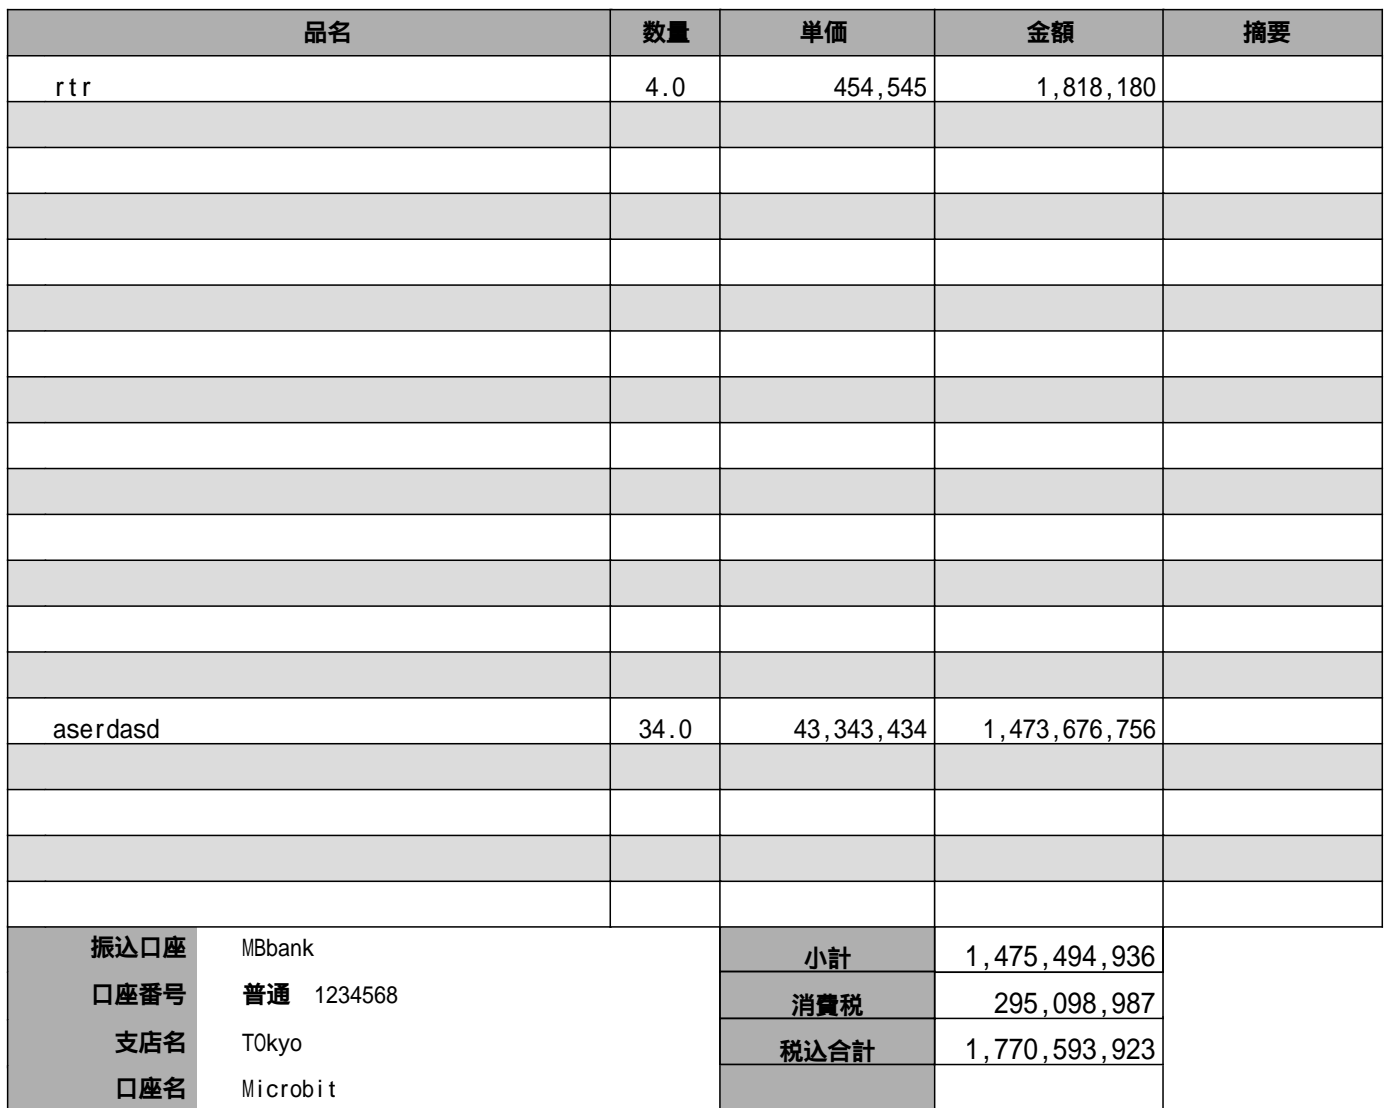 品名 数量 単価 金額 摘要
rtr 4.0 454,545 1,818,180
aserdasd 34.0 43,343,434 1,473,676,756
振込口座 MBbank 小計 1,475,494,936
口座番号 普通 1234568 消費税 295,098,987
支店名 TOkyo 税込合計 1,770,593,923
口座名 Microbit